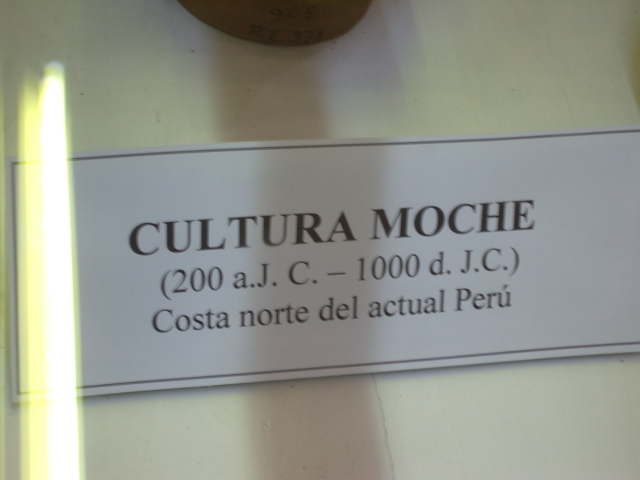 CULTURA MOCHE
(200 a.J. C. – 1000 d. J.C.)
Costa norte del actual Perú